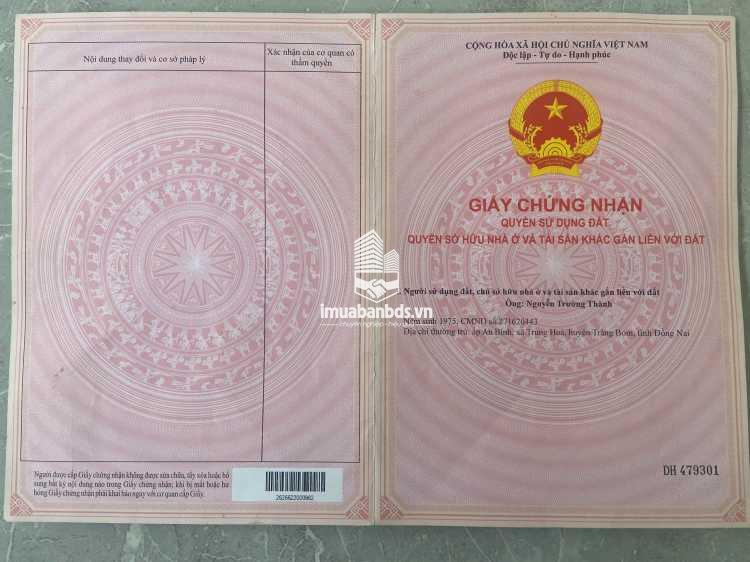 Nội dung thay đổi và cơ sở pháp lý
Xác nhận của cơ quan có
thẩm quyền
Người được cấp Giấy chứng nhận không được sửa chữa, tẩy xóa hoặc bổ
sung bất kỳ nội dung nào trong Giấy chứng nhận; khi bị mất hoặc hư
hỏng Giấy chứng nhận phải khai báo ngay với cơ quan cấp Giấy.
CỘNG HÒA XÃ HỘI CHỦ NGHĨA VIỆT NAM
Độc lập - Tự do - Hạnh phúc
GIẤY CHỨNG NHẬN
QUYỀN SỬ DỤNG ĐẤT
QUYỀN SỞ HỮU NHÀ Ở VÀ TÀI SẢN KHÁC GẮN LIỀN VỚI ĐẤT
Người sử dụng đất, chủ sở hữu nhà ở và tài sản khác gắn liền với đất
Ông: Nguyễn Trường Thành
Năm sinh 1975, CMND số 271620443
Địa chỉ thường trú: ấp An Bình, xã Trung Hoà, huyện Trảng Bom, tỉnh Đồng Nai
DH 479301
imuabanbds.vn